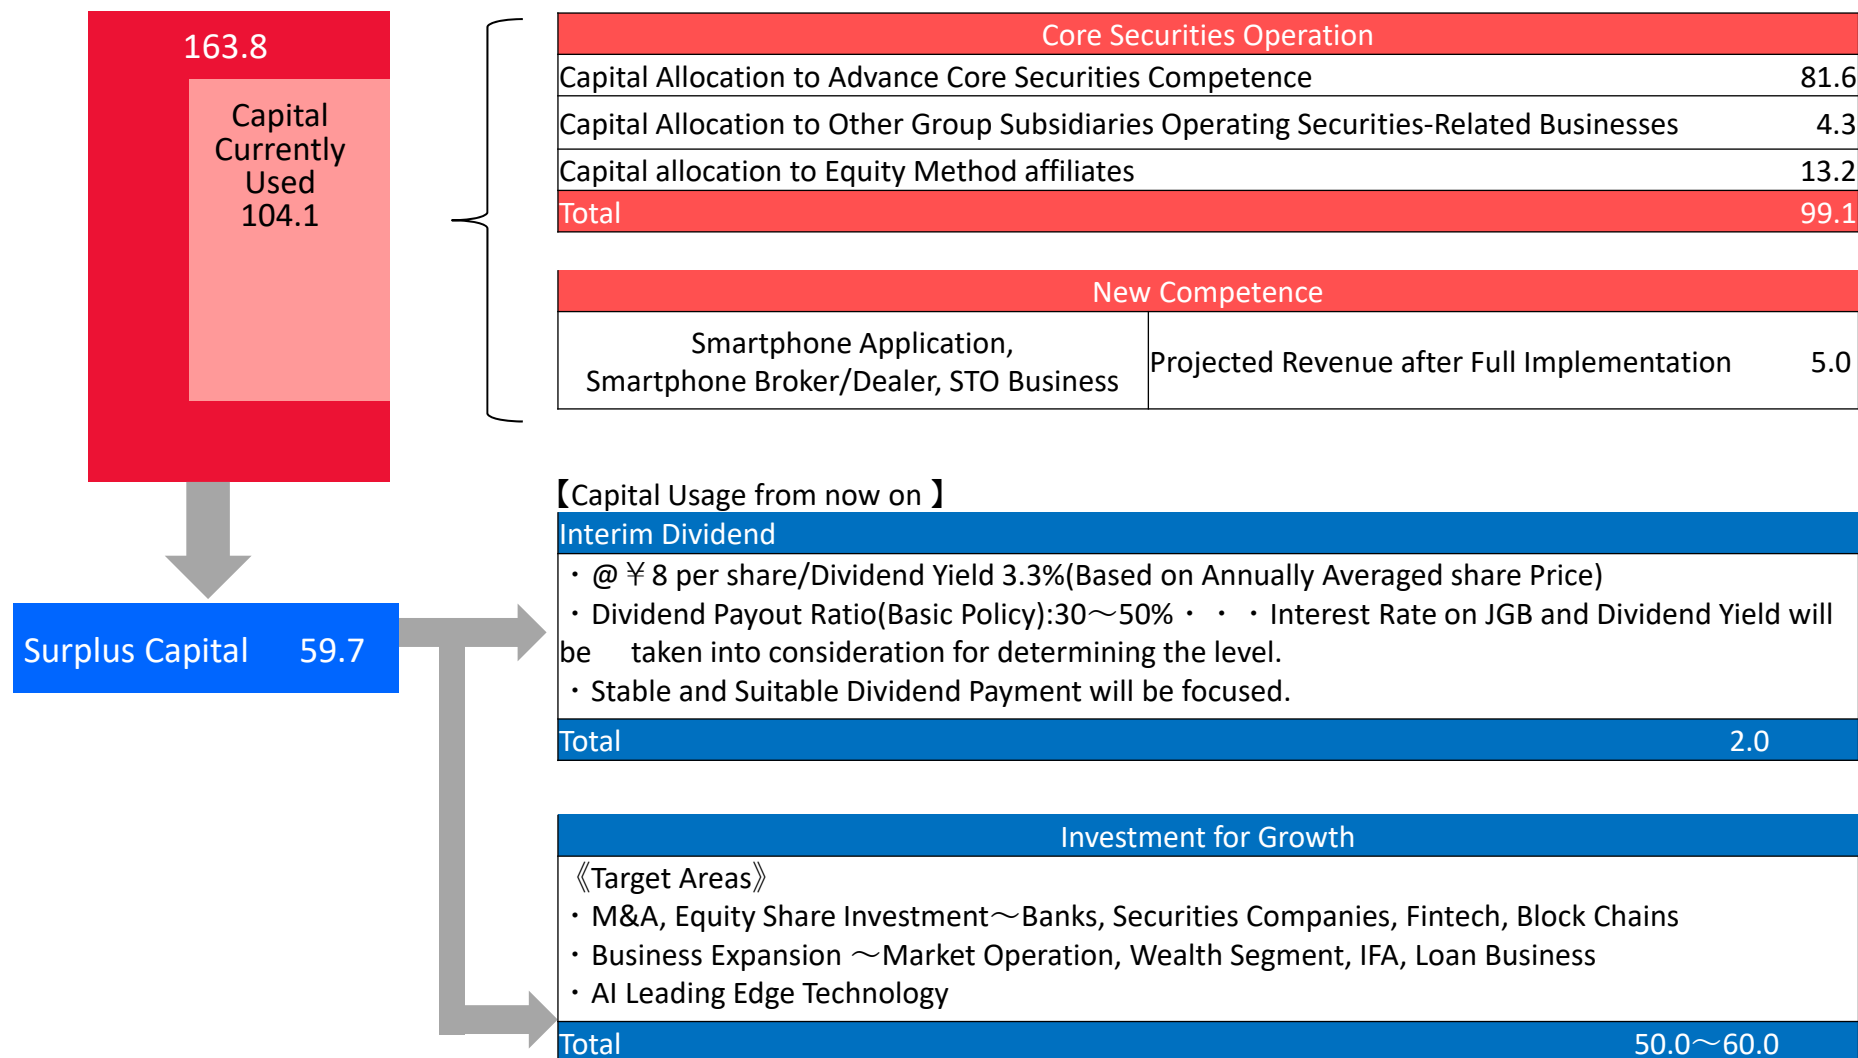 163.8
Capital
Currently
Used
104.1
Core Securities Operation
Capital Allocation to Advance Core Securities Competence 81.6
Capital Allocation to Other Group Subsidiaries Operating Securities-Related Businesses 4.3
Capital allocation to Equity Method affiliates 13.2
Total 99.1
New Competence
Smartphone Application,
Smartphone Broker/Dealer, STO Business
Projected Revenue after Full Implementation 5.0
【Capital Usage from now on 】
Interim Dividend
・@￥8 per share/Dividend Yield 3.3%(Based on Annually Averaged share Price)
・Dividend Payout Ratio(Basic Policy):30～50%・・・Interest Rate on JGB and Dividend Yield will
be taken into consideration for determining the level.
・Stable and Suitable Dividend Payment will be focused.
Total 2.0
Surplus Capital 59.7
Investment for Growth
《Target Areas》
・M&A, Equity Share Investment～Banks, Securities Companies, Fintech, Block Chains
・Business Expansion ～Market Operation, Wealth Segment, IFA, Loan Business
・AI Leading Edge Technology
Total 50.0～60.0